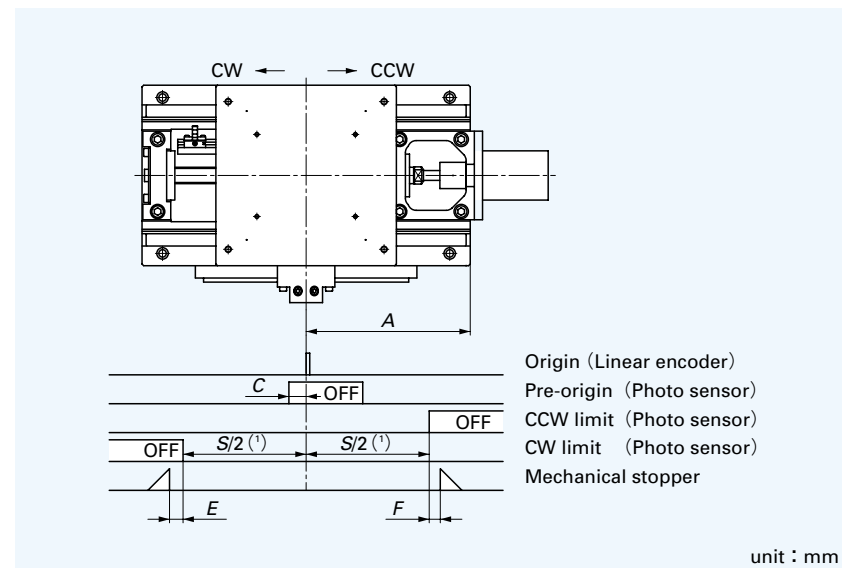 CW CCW
A
Origin (Linear encoder)
C OFF Pre-origin (Photo sensor)
OFF CCW limit (Photo sensor)
OFF S/2 (1) S/2 (1) CW limit (Photo sensor)
Mechanical stopper
E F
unit：mm